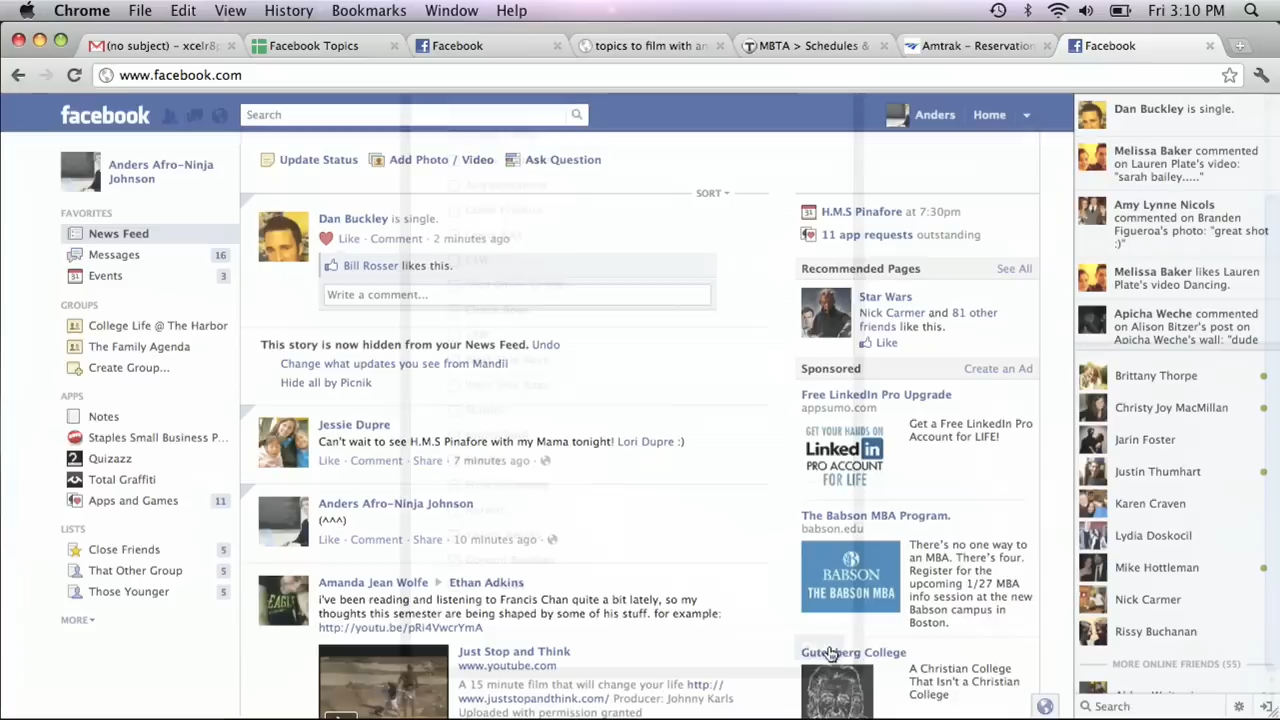 Chrome File Edit View History Bookmarks Window Help Fri 3:10 PM
(no subject) – xcelr8 Facebook Topics Facebook topics to film with an MBTA > Schedules & Amtrak – Reservation Facebook
www.facebook.com
facebook Search Anders Home
Anders Afro-Ninja
Johnson
FAVORITES
News Feed
Messages 16
Events 3
GROUPS
College Life @ The Harbor
The Family Agenda
Create Group...
APPS
Notes
Staples Small Business P...
Quizazz
Total Graffiti
Apps and Games 11
LISTS
Close Friends 5
That Other Group 5
Those Younger 5
MORE
Update Status Add Photo / Video Ask Question
SORT
Dan Buckley is single.
Like · Comment · 2 minutes ago
Bill Rosser likes this.
Write a comment...
This story is now hidden from your News Feed. Undo
Change what updates you see from Mandii
Hide all by Picnik
Jessie Dupre
Can't wait to see H.M.S Pinafore with my Mama tonight! Lori Dupre :)
Like · Comment · Share · 7 minutes ago ·
Anders Afro-Ninja Johnson
(^^^)
Like · Comment · Share · 10 minutes ago ·
Amanda Jean Wolfe Ethan Adkins
i've been reading and listening to Francis Chan quite a bit lately, so my
thoughts this semester are being shaped by some of his stuff. for example:
http://youtu.be/pRi4VwcrYmA
Just Stop and Think
www.youtube.com
A 15 minute film that will change your life http://
www.juststopandthink.com/ Producer: Johnny Karls
Uploaded with permission granted
H.M.S Pinafore at 7:30pm
11 app requests outstanding
Recommended Pages See All
Star Wars
Nick Carmer and 81 other
friends like this.
Like
Sponsored Create an Ad
Free LinkedIn Pro Upgrade
appsumo.com
GET YOUR HANDS ON
Linked in
PRO ACCOUNT
FOR LIFE
Get a Free LinkedIn Pro
Account for LIFE!
The Babson MBA Program.
babson.edu
BABSON
THE BABSON MBA
There's no one way to
an MBA. There's four.
Register for the
upcoming 1/27 MBA
info session at the new
Babson campus in
Boston.
Gutenberg College
A Christian College
That Isn't a Christian
College
Dan Buckley is single.
Melissa Baker commented
on Lauren Plate's video:
"sarah bailey....."
Amy Lynne Nicols
commented on Branden
Figueroa's photo: "great shot
:)"
Melissa Baker likes Lauren
Plate's video Dancing.
Apicha Weche commented
on Alison Bitzer's post on
Apicha Weche's wall: "dude
Brittany Thorpe
Christy Joy MacMillan
Jarin Foster
Justin Thumhart
Karen Craven
Lydia Doskocil
Mike Hottleman
Nick Carmer
Rissy Buchanan
MORE ONLINE FRIENDS (55)
Search